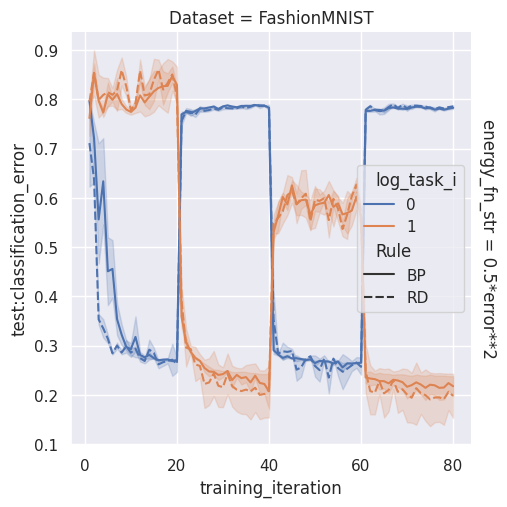 Dataset = FashionMNIST
test:classification_error
0.9
0.8
0.7
0.6
0.5
0.4
0.3
0.2
0.1
0
20
40
60
80
training_iteration
log_task_i
0
1
Rule
BP
RD
energy_fn_str = 0.5*error**2